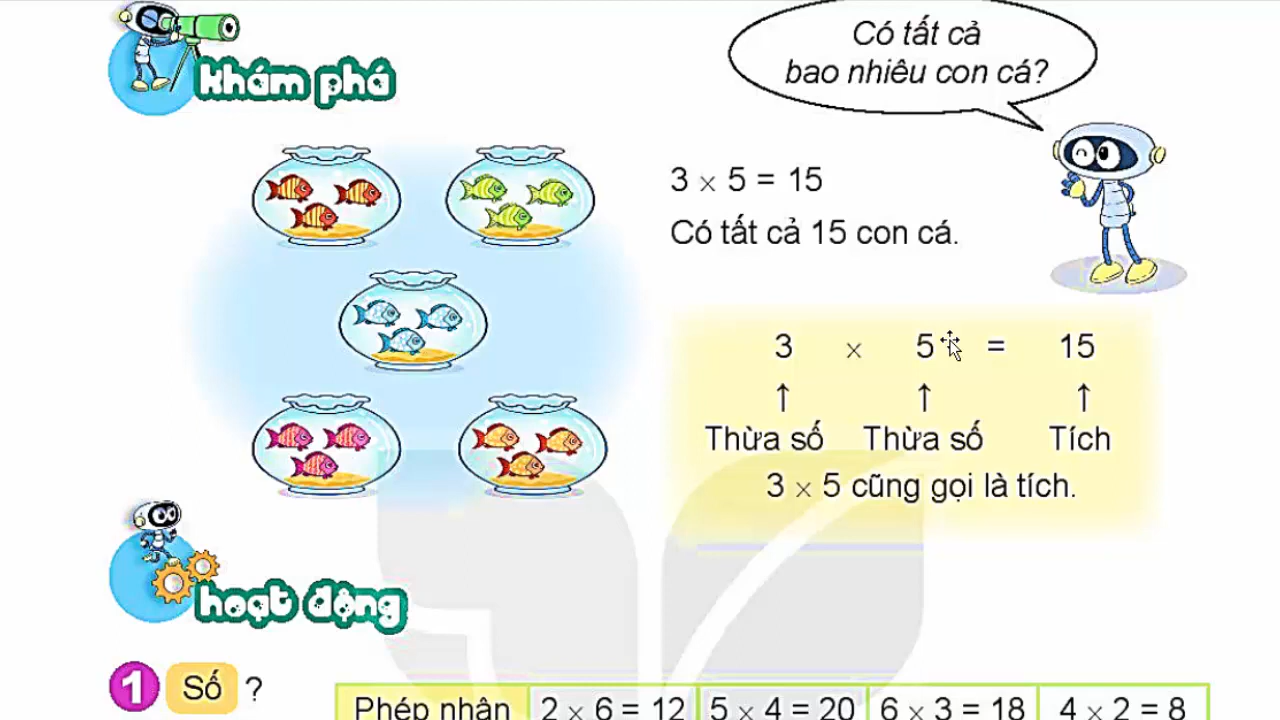 khám phá
Có tất cả
bao nhiêu con cá?
3 × 5 = 15
Có tất cả 15 con cá.
3 × 5 = 15
↑ ↑ ↑
Thừa số Thừa số Tích
3 × 5 cũng gọi là tích.
hoạt động
1 Số ?
Phép nhân 2 × 6 = 12 5 × 4 = 20 6 × 3 = 18 4 × 2 = 8